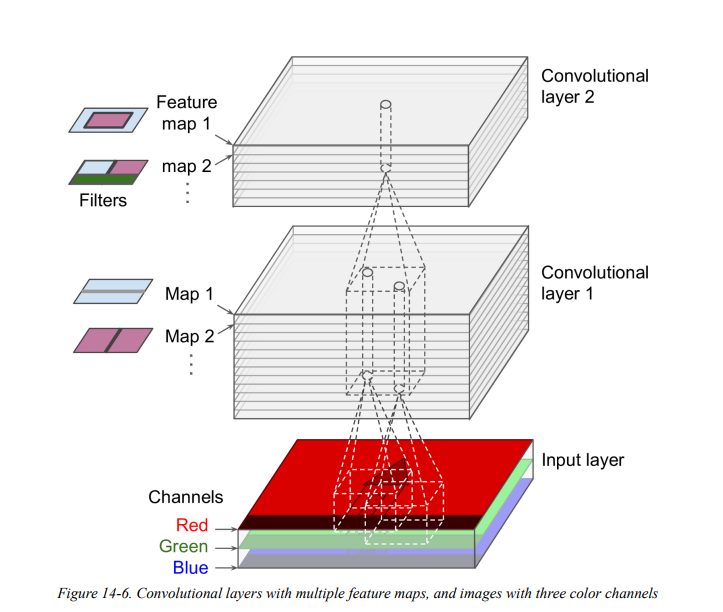 Convolutional
layer 2
Feature
map 1
map 2
⋮
Filters
Convolutional
layer 1
Map 1
Map 2
⋮
Input layer
Channels
Red
Green
Blue
Figure 14-6. Convolutional layers with multiple feature maps, and images with three color channels